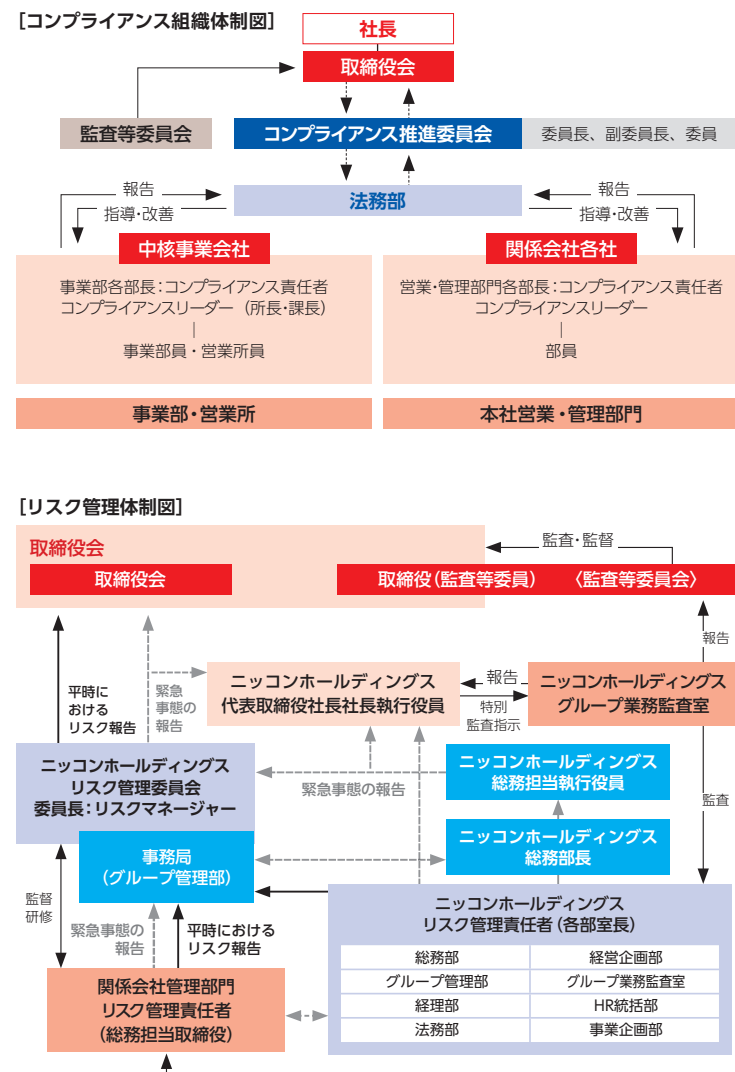 [コンプライアンス組織体制図]
社長
取締役会
監査等委員会
コンプライアンス推進委員会
委員長、副委員長、委員
法務部
報告
指導・改善
報告
指導・改善
中核事業会社
事業部各部長：コンプライアンス責任者
コンプライアンスリーダー（所長・課長）
事業部員・営業所員
事業部・営業所
関係会社各社
営業・管理部門各部長：コンプライアンス責任者
コンプライアンスリーダー
部員
本社営業・管理部門
[リスク管理体制図]
取締役会
取締役会
監査・監督
取締役（監査等委員）　〈監査等委員会〉
報告
平時に
おける
リスク報告
緊急
事態の
報告
ニッコンホールディングス
代表取締役社長社長執行役員
報告
特別
監査指示
ニッコンホールディングス
グループ業務監査室
ニッコンホールディングス
リスク管理委員会
委員長：リスクマネージャー
緊急事態の報告
ニッコンホールディングス
総務担当執行役員
監査
事務局
（グループ管理部）
ニッコンホールディングス
総務部長
監督
研修
緊急事態の
報告
平時における
リスク報告
ニッコンホールディングス
リスク管理責任者（各部室長）
総務部
経営企画部
グループ管理部
グループ業務監査室
経理部
HR統括部
法務部
事業企画部
関係会社管理部門
リスク管理責任者
（総務担当取締役）